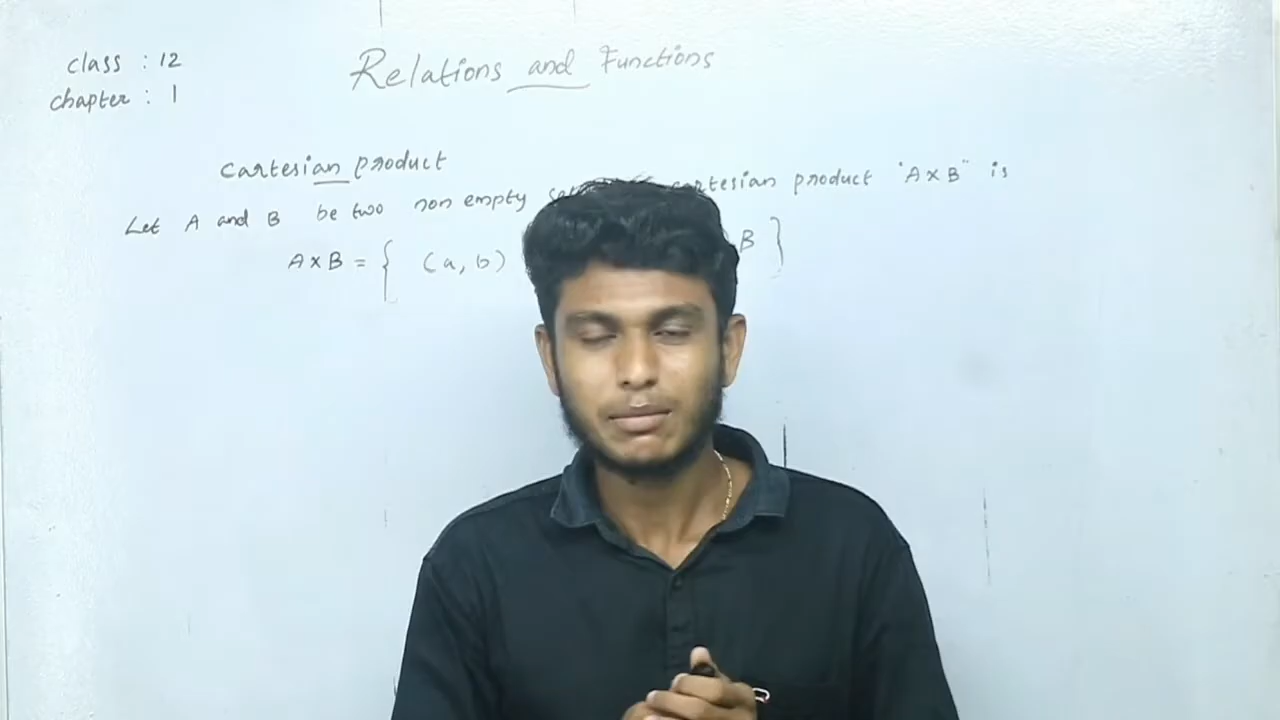 class : 12
chapter : 1
Relations and Functions
cartesian product
Let A and B be two non empty cartesian product "A×B" is
A×B = { (a, b) B }